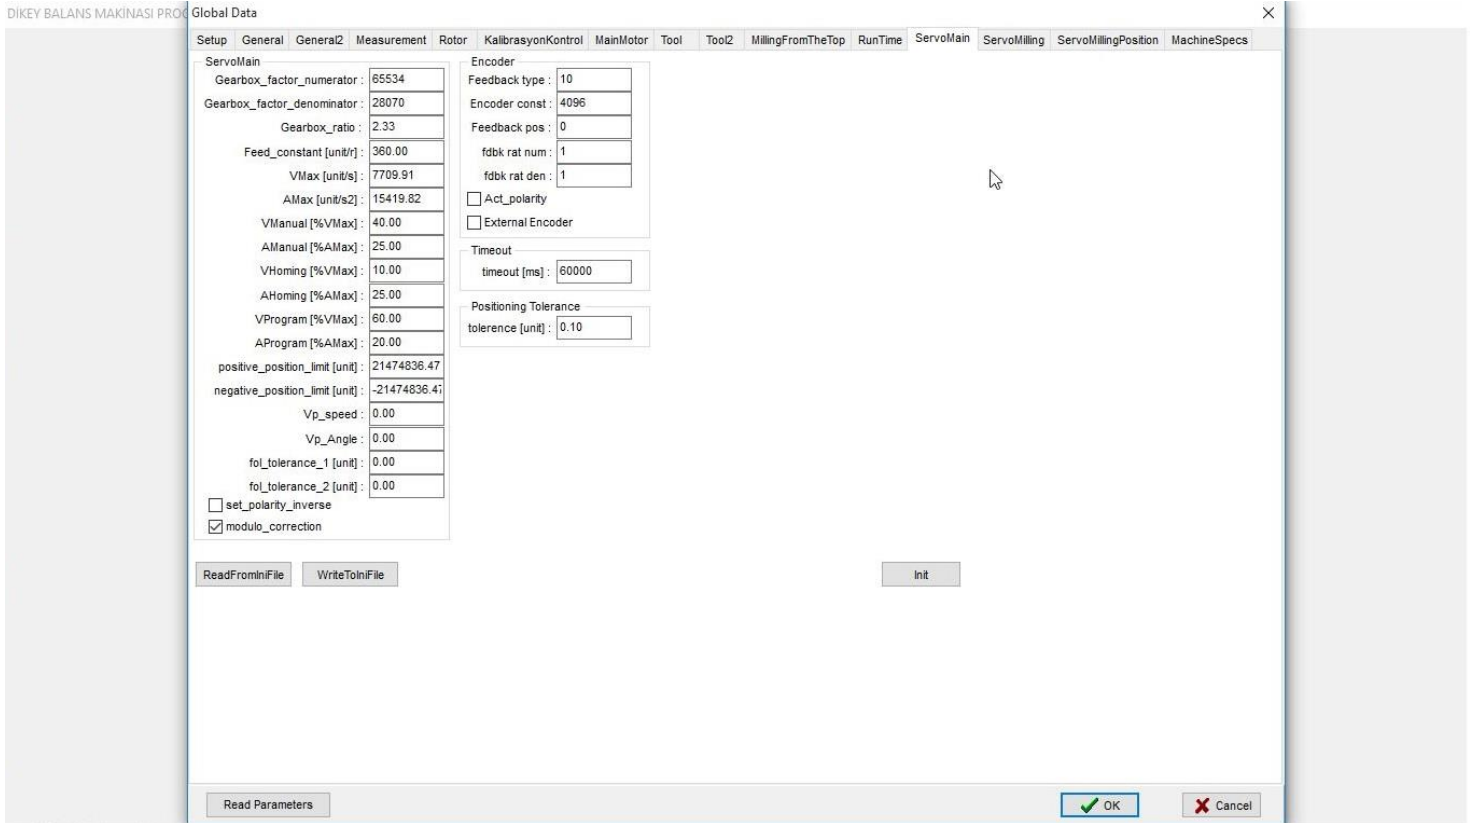 DİKEY BALANS MAKİNASI PROG
Global Data
Setup General General2 Measurement Rotor KalibrasyonKontrol MainMotor Tool Tool2 MillingFromTheTop RunTime ServoMain ServoMilling ServoMillingPosition MachineSpecs
ServoMain
Gearbox_factor_numerator : 65534
Gearbox_factor_denominator : 28070
Gearbox_ratio : 2.33
Feed_constant [unit/r] : 360.00
VMax [unit/s] : 7709.91
AMax [unit/s2] : 15419.82
VManual [%VMax] : 40.00
AManual [%AMax] : 25.00
VHoming [%VMax] : 10.00
AHoming [%AMax] : 25.00
VProgram [%VMax] : 60.00
AProgram [%AMax] : 20.00
positive_position_limit [unit] : 21474836.47
negative_position_limit [unit] : -21474836.47
Vp_speed : 0.00
Vp_Angle : 0.00
fol_tolerance_1 [unit] : 0.00
fol_tolerance_2 [unit] : 0.00
set_polarity_inverse
modulo_correction
Encoder
Feedback type : 10
Encoder const : 4096
Feedback pos : 0
fdbk rat num : 1
fdbk rat den : 1
Act_polarity
External Encoder
Timeout
timeout [ms] : 60000
Positioning Tolerance
tolerence [unit] : 0.10
ReadFromIniFile WriteToIniFile Init
Read Parameters OK Cancel